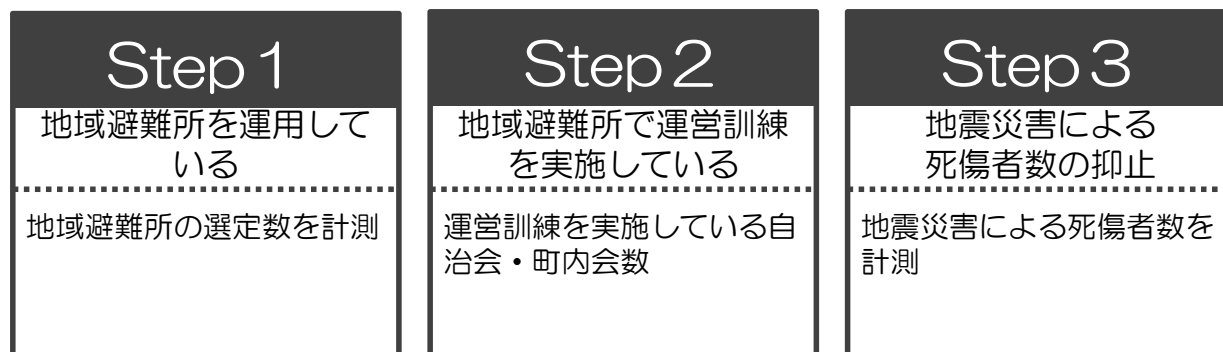 Step1
地域避難所を運用して
いる
地域避難所の選定数を計測
Step2
地域避難所で運営訓練
を実施している
運営訓練を実施している自
治会・町内会数
Step3
地震災害による
死傷者数の抑止
地震災害による死傷者数を
計測